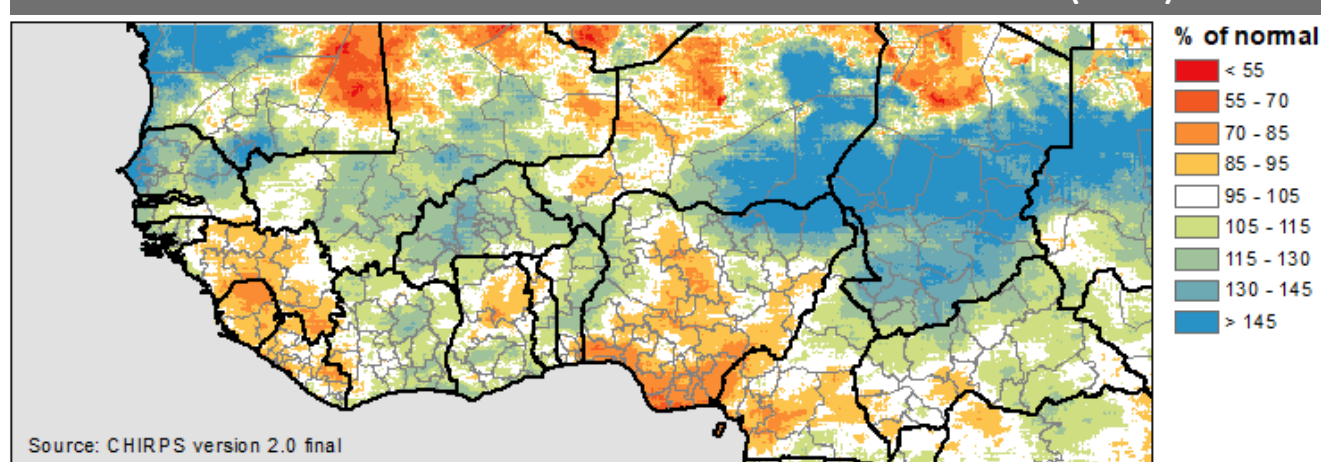 % of normal
< 55
55 - 70
70 - 85
85 - 95
95 - 105
105 - 115
115 - 130
130 - 145
> 145
Source: CHIRPS version 2.0 final